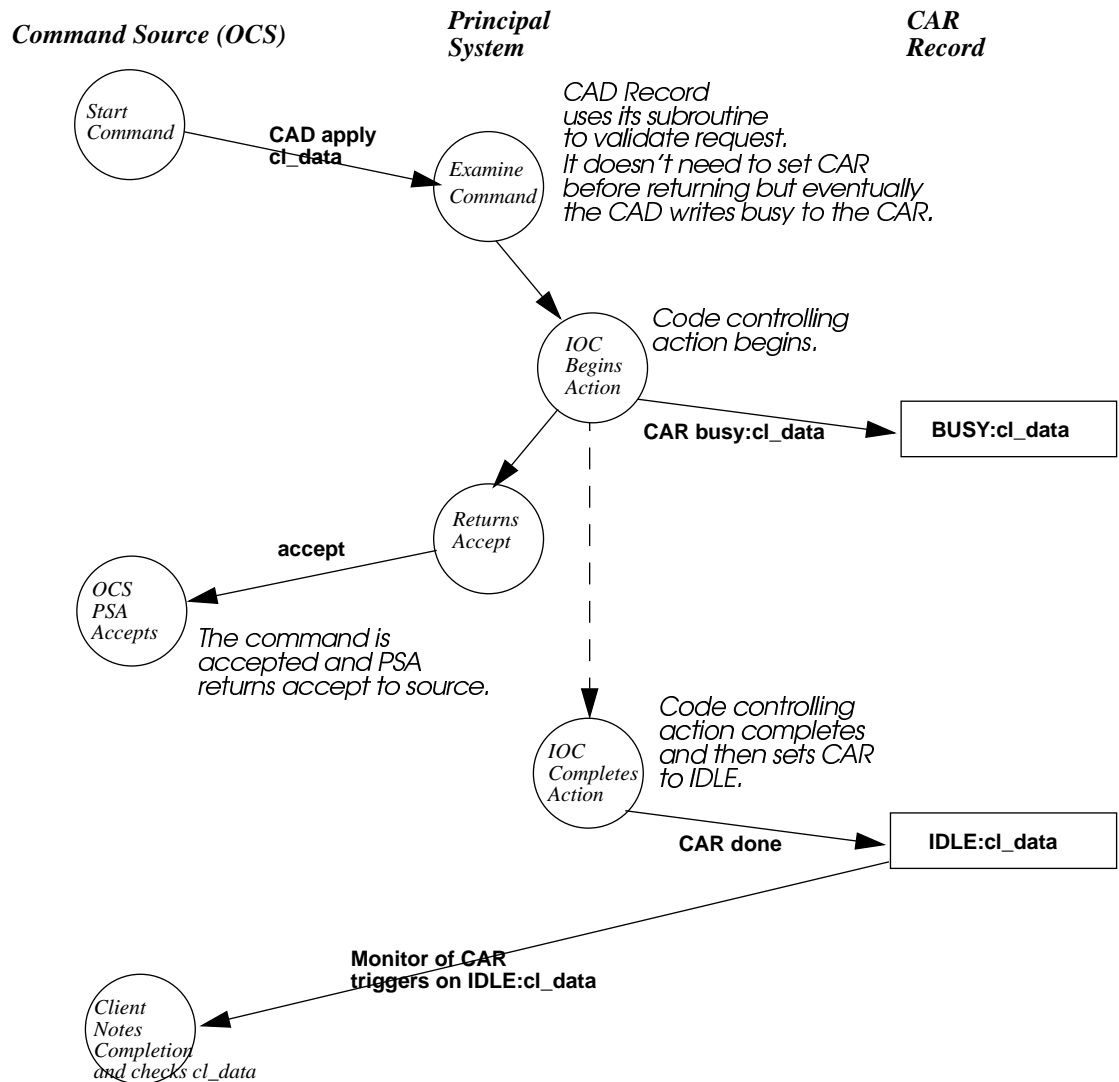 Command Source (OCS)
Principal
System
CAR
Record
Start
Command
CAD apply
cl_data
Examine
Command
CAD Record
uses its subroutine
to validate request.
It doesn't need to set CAR
before returning but eventually
the CAD writes busy to the CAR.
IOC
Begins
Action
Code controlling
action begins.
CAR busy:cl_data
BUSY:cl_data
Returns
Accept
accept
OCS
PSA
Accepts
The command is
accepted and PSA
returns accept to source.
IOC
Completes
Action
Code controlling
action completes
and then sets CAR
to IDLE.
CAR done
IDLE:cl_data
Monitor of CAR
triggers on IDLE:cl_data
Client
Notes
Completion
and checks cl_data